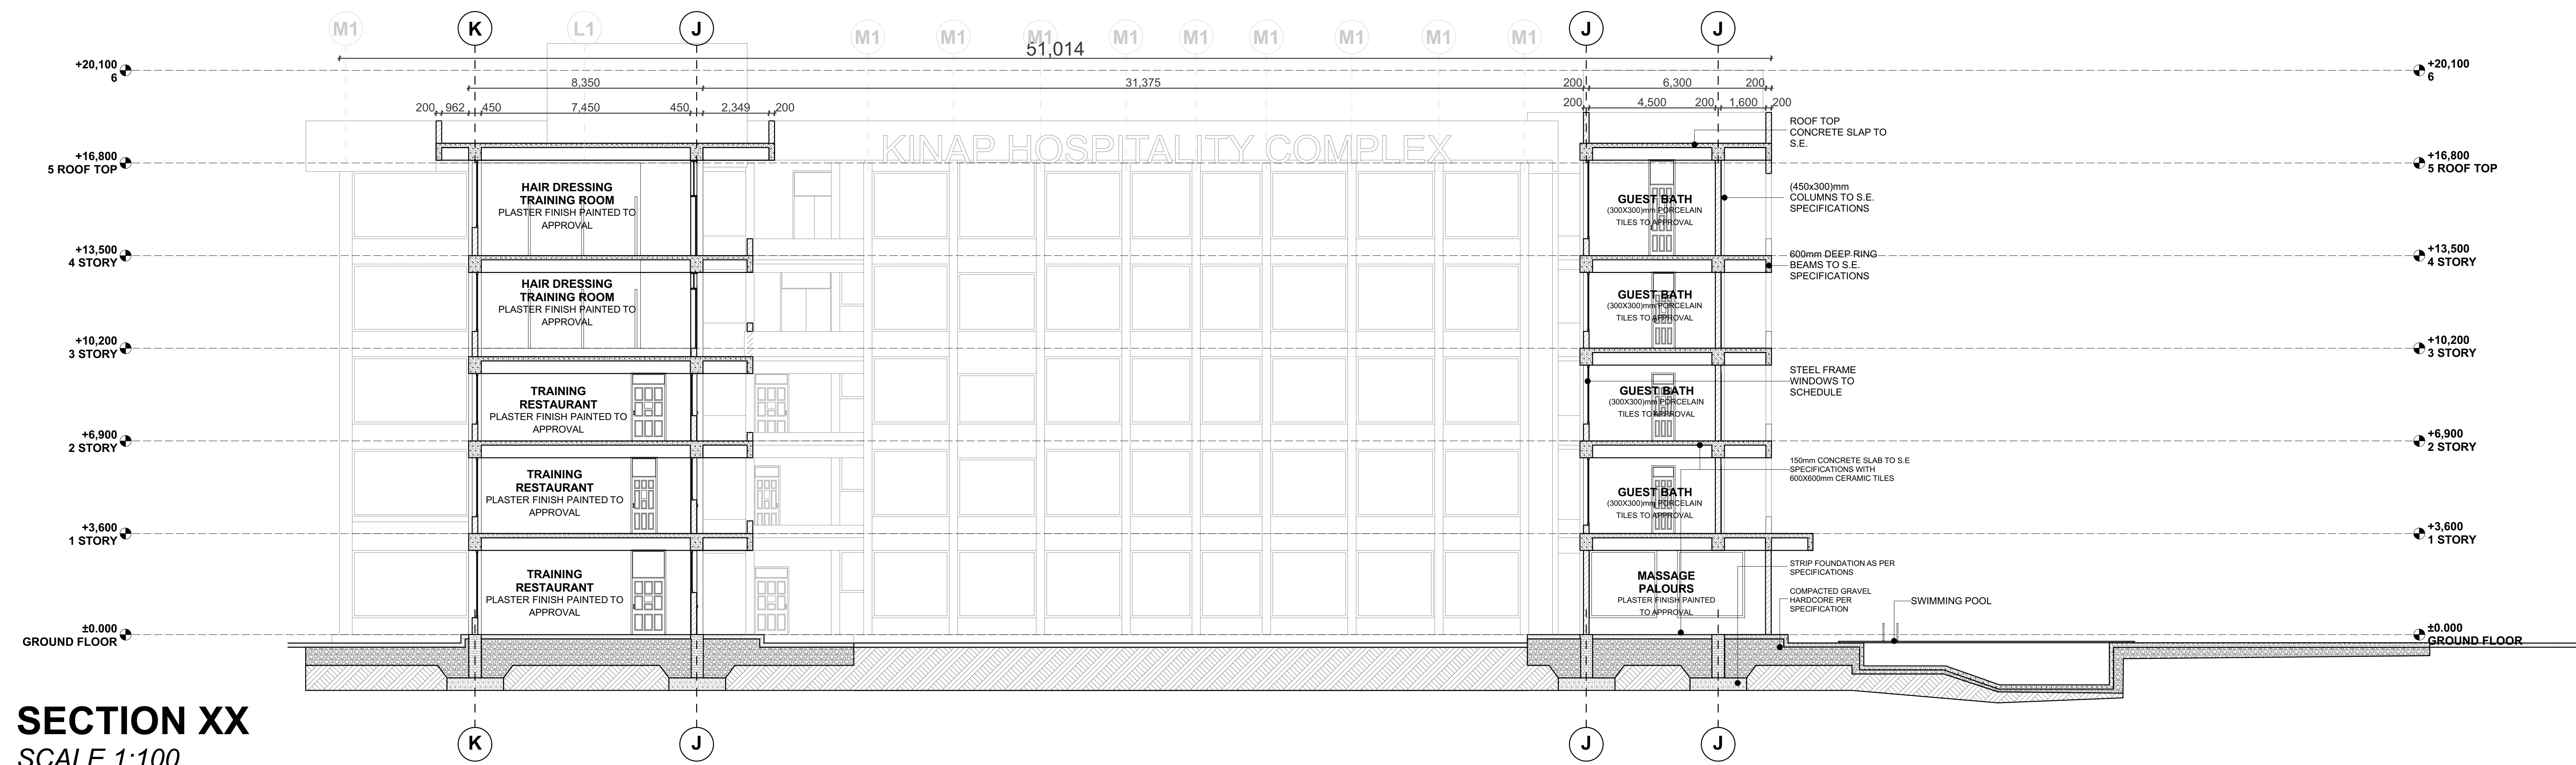 M1 K L1 J M1 M1 M1 M1 M1 M1 M1 M1 M1 J J
51,014
+20,100
6
+20,100
6
8,350 31,375 200 6,300 200
200 962 450 7,450 450 2,349 200 200 4,500 200 1,600 200
KINAP HOSPITALITY COMPLEX
ROOF TOP
CONCRETE SLAP TO
S.E.
+16,800
5 ROOF TOP
+16,800
5 ROOF TOP
HAIR DRESSING
TRAINING ROOM
PLASTER FINISH PAINTED TO
APPROVAL
GUEST BATH
(300X300)mm PORCELAIN
TILES TO APPROVAL
(450x300)mm
COLUMNS TO S.E.
SPECIFICATIONS
+13,500
4 STORY
+13,500
4 STORY
600mm DEEP RING
BEAMS TO S.E.
SPECIFICATIONS
HAIR DRESSING
TRAINING ROOM
PLASTER FINISH PAINTED TO
APPROVAL
GUEST BATH
(300X300)mm PORCELAIN
TILES TO APPROVAL
+10,200
3 STORY
+10,200
3 STORY
STEEL FRAME
WINDOWS TO
SCHEDULE
TRAINING
RESTAURANT
PLASTER FINISH PAINTED TO
APPROVAL
GUEST BATH
(300X300)mm PORCELAIN
TILES TO APPROVAL
+6,900
2 STORY
+6,900
2 STORY
150mm CONCRETE SLAB TO S.E
SPECIFICATIONS WITH
600X600mm CERAMIC TILES
TRAINING
RESTAURANT
PLASTER FINISH PAINTED TO
APPROVAL
GUEST BATH
(300X300)mm PORCELAIN
TILES TO APPROVAL
+3,600
1 STORY
+3,600
1 STORY
STRIP FOUNDATION AS PER
SPECIFICATIONS
TRAINING
RESTAURANT
PLASTER FINISH PAINTED TO
APPROVAL
MASSAGE
PALOURS
PLASTER FINISH PAINTED
TO APPROVAL
COMPACTED GRAVEL
HARDCORE PER
SPECIFICATION
SWIMMING POOL
±0.000
GROUND FLOOR
±0.000
GROUND FLOOR
SECTION XX
SCALE 1:100
K J J J